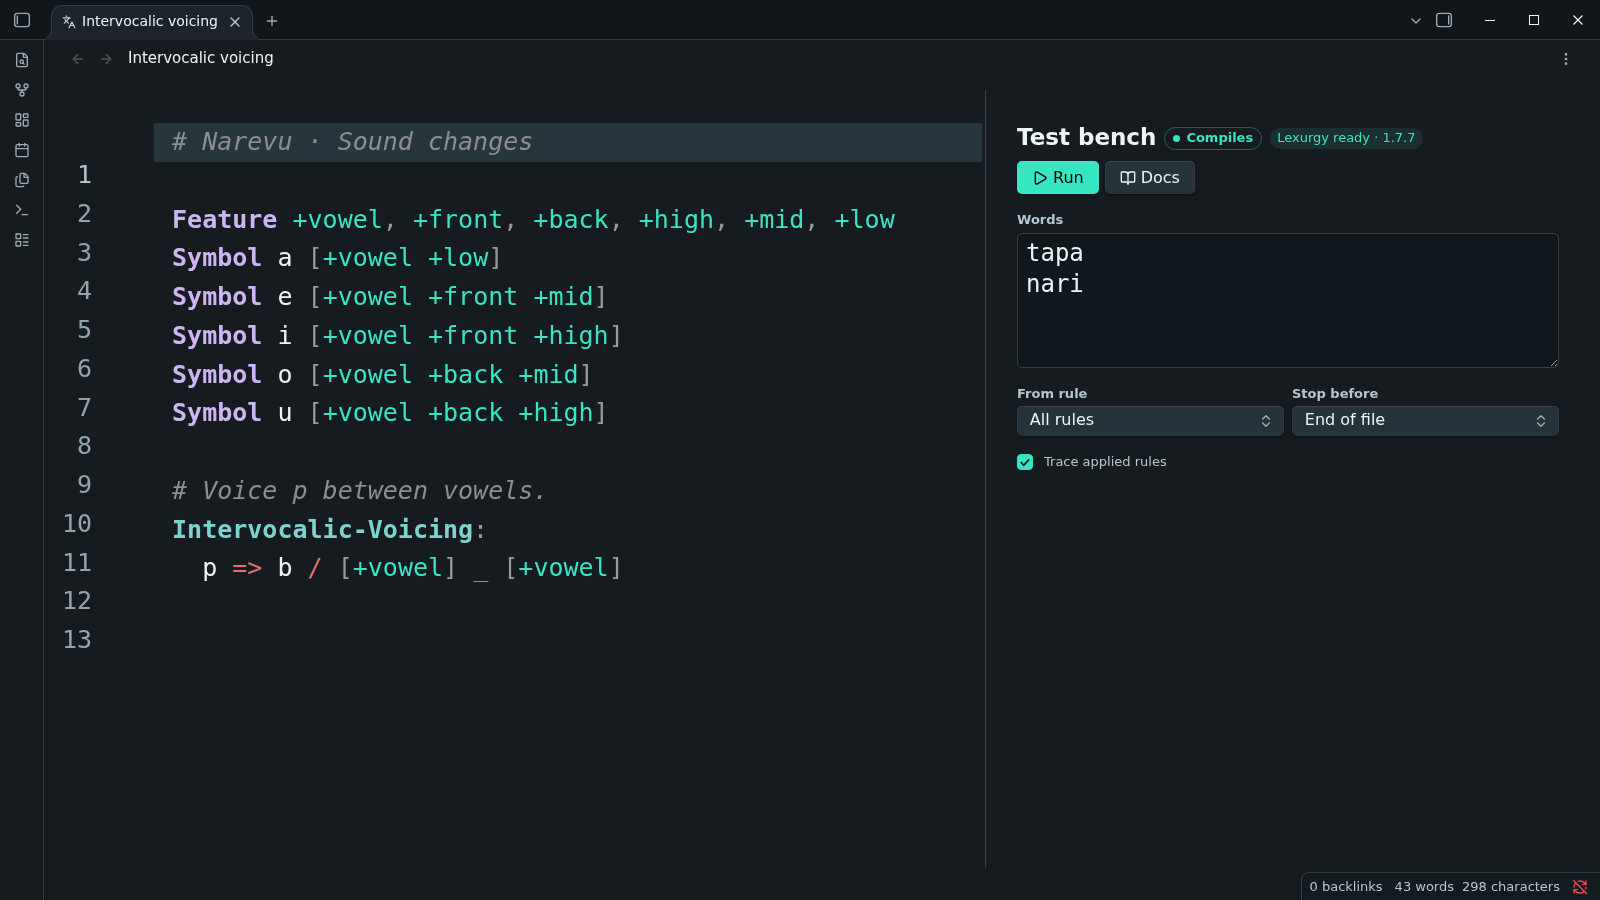 Intervocalic voicing
Intervocalic voicing
# Narevu · Sound changes
1
2
Feature +vowel, +front, +back, +high, +mid, +low
3
Symbol a [+vowel +low]
4
Symbol e [+vowel +front +mid]
5
Symbol i [+vowel +front +high]
6
Symbol o [+vowel +back +mid]
7
Symbol u [+vowel +back +high]
8
9
# Voice p between vowels.
10
Intervocalic-Voicing:
11
p => b / [+vowel] _ [+vowel]
12
13
Test bench
Compiles
Lexurgy ready · 1.7.7
Run
Docs
Words
tapa
nari
From rule
Stop before
All rules
End of file
Trace applied rules
0 backlinks 43 words 298 characters